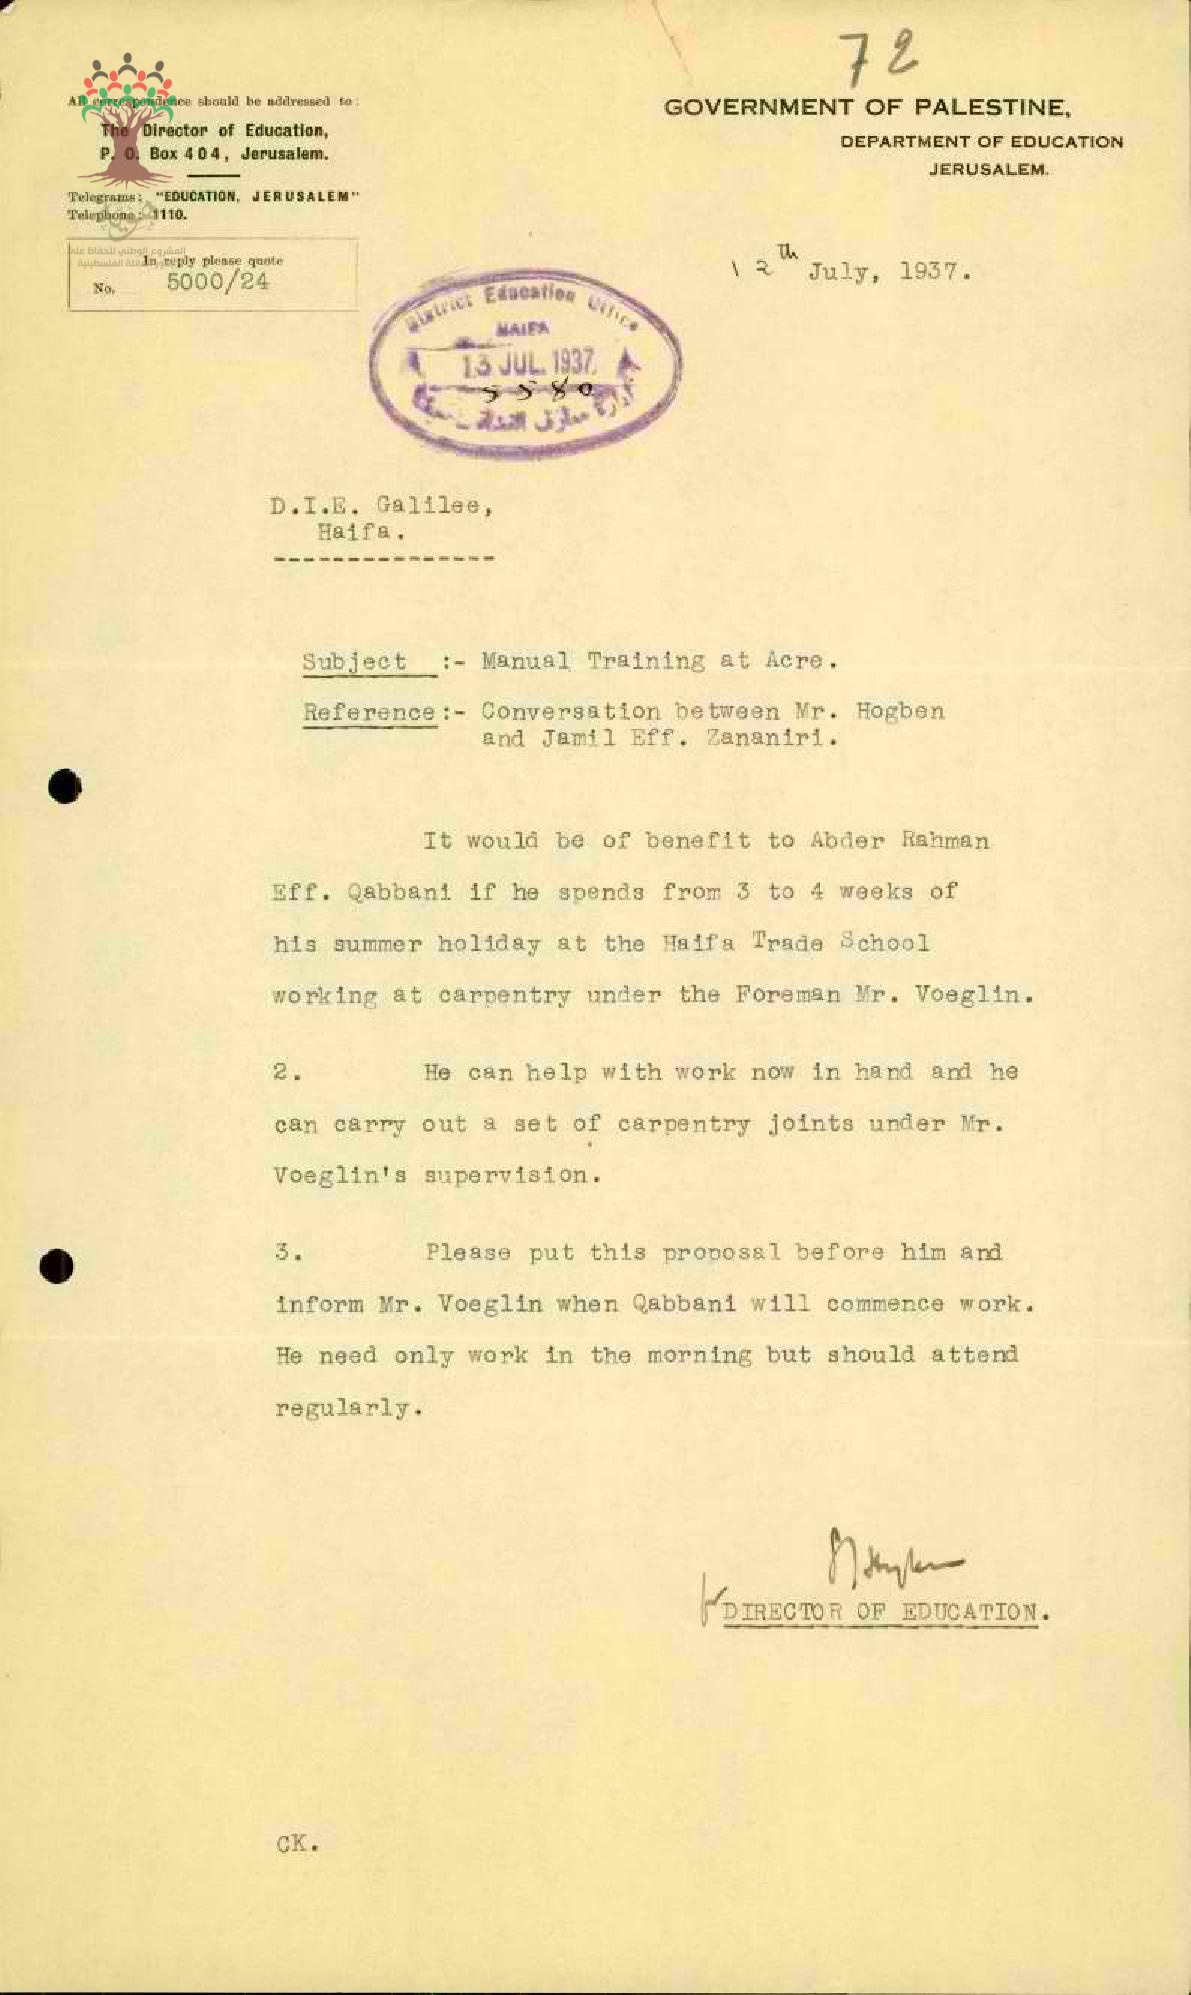 72
All correspondence should be addressed to:
The Director of Education,
P. O. Box 404, Jerusalem.
Telegrams: "EDUCATION, JERUSALEM"
Telephone: 1110.
In reply please quote
No. 5000/24
GOVERNMENT OF PALESTINE,
DEPARTMENT OF EDUCATION
JERUSALEM.
12th July, 1937.
District Education Office
HAIFA
13 JUL. 1937
5580
D.I.E. Galilee,
Haifa.
Subject :- Manual Training at Acre.
Reference :- Conversation between Mr. Hogben
and Jamil Eff. Zananiri.
It would be of benefit to Abder Rahman
Eff. Qabbani if he spends from 3 to 4 weeks of
his summer holiday at the Haifa Trade School
working at carpentry under the Foreman Mr. Voeglin.
2. He can help with work now in hand and he
can carry out a set of carpentry joints under Mr.
Voeglin's supervision.
3. Please put this proposal before him and
inform Mr. Voeglin when Qabbani will commence work.
He need only work in the morning but should attend
regularly.
DIRECTOR OF EDUCATION.
CK.